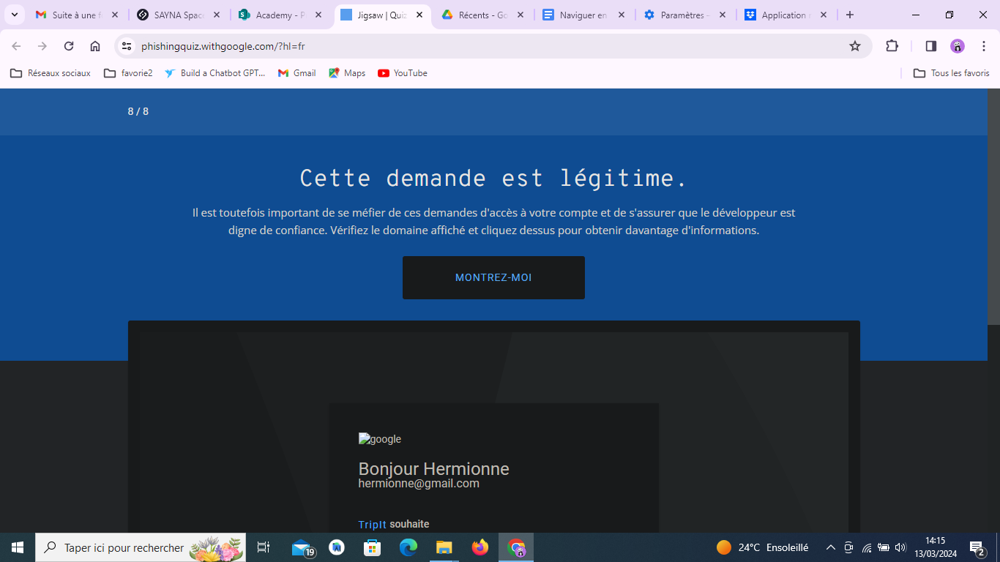 Suite à une fa
SAYNA Space
Academy - P
Jigsaw | Quiz
Récents - Go
Naviguer en
Paramètres -
Application
phishingquiz.withgoogle.com/?hl=fr
Réseaux sociaux
favorie2
Build a Chatbot GPT...
Gmail
Maps
YouTube
Tous les favoris
8 / 8
Cette demande est légitime.
Il est toutefois important de se méfier de ces demandes d'accès à votre compte et de s'assurer que le développeur est
digne de confiance. Vérifiez le domaine affiché et cliquez dessus pour obtenir davantage d'informations.
MONTREZ-MOI
google
Bonjour Hermionne
hermionne@gmail.com
TripIt souhaite
Taper ici pour rechercher
19
24°C Ensoleillé
14:15
13/03/2024
2